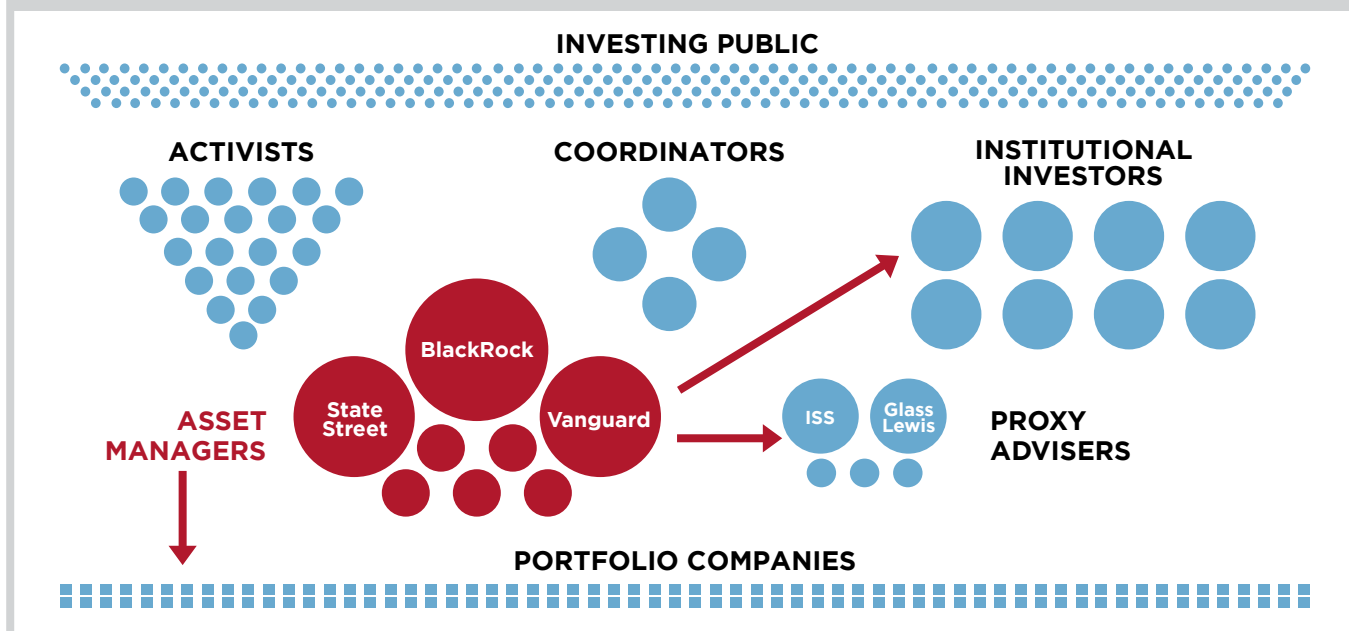 INVESTING PUBLIC
ACTIVISTS
COORDINATORS
INSTITUTIONAL
INVESTORS
BlackRock
State
Street
Vanguard
ASSET
MANAGERS
ISS
Glass
Lewis
PROXY
ADVISERS
PORTFOLIO COMPANIES